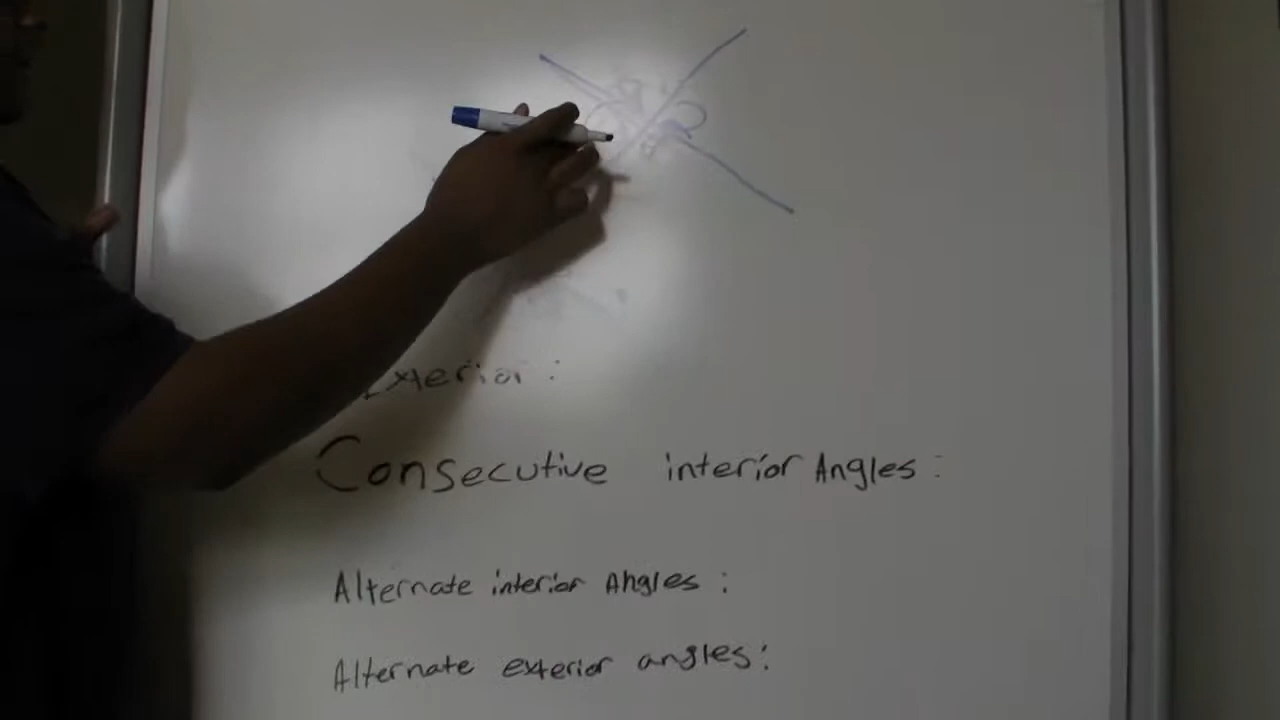 Exterior :
Consecutive interior Angles :
Alternate interior Angles :
Alternate exterior angles :